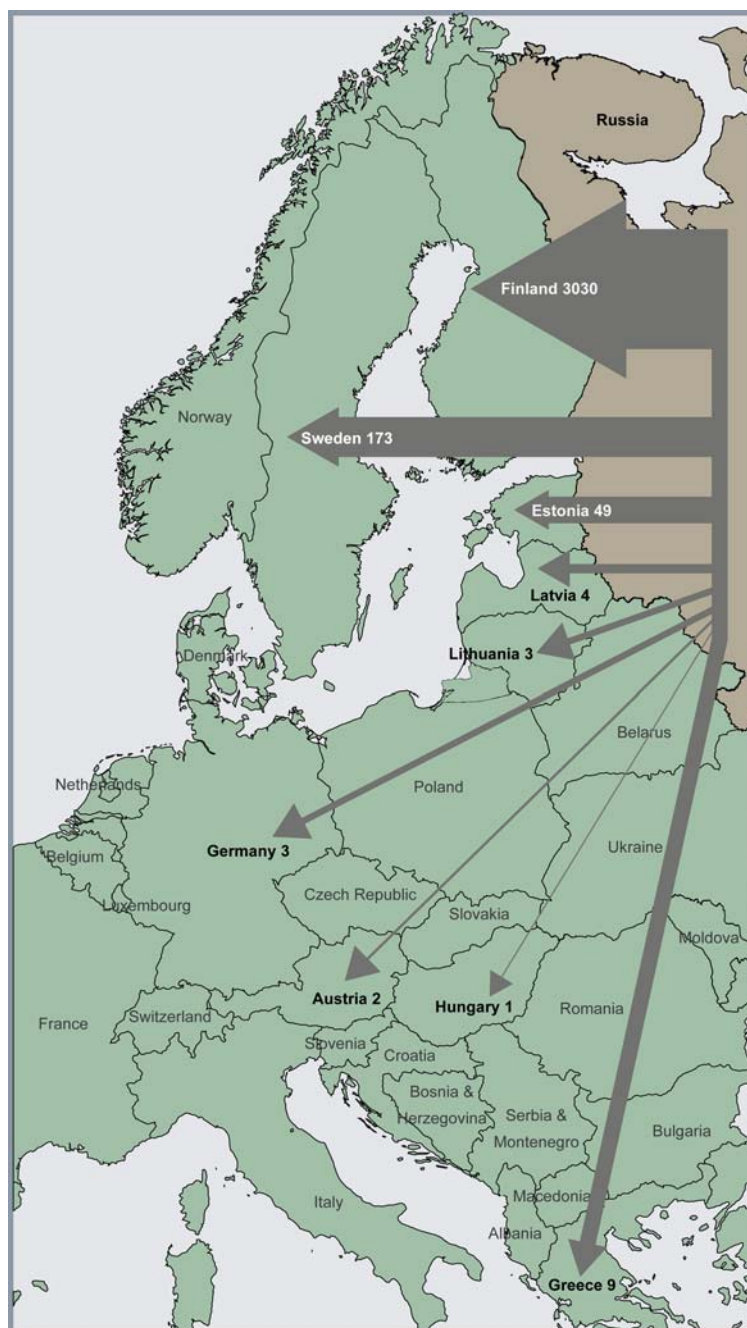 Russia
Finland 3030
Norway
Sweden 173
Estonia 49
Latvia 4
Lithuania 3
Denmark
Belarus
Netherlands
Poland
Germany 3
Ukraine
Belgium
Czech Republic
Luxembourg
Slovakia
Moldova
Austria 2
Hungary 1
Romania
France
Switzerland
Slovenia
Croatia
Bosnia &
Herzegovina
Serbia &
Montenegro
Bulgaria
Italy
Macedonia
Albania
Greece 9